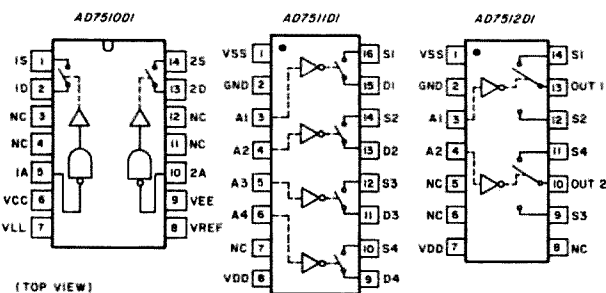 AD7510DI
1S 1 14 2S
1D 2 13 2D
NC 3 12 NC
NC 4 11 NC
1A 5 10 2A
VCC 6 9 VEE
VLL 7 8 VREF
(TOP VIEW)
AD7511DI
VSS 1 16 S1
GND 2 15 D1
A1 3 14 S2
A2 4 13 D2
A3 5 12 S3
A4 6 11 D3
NC 7 10 S4
VDD 8 9 D4
AD7512DI
VSS 1 14 S1
GND 2 13 OUT 1
A1 3 12 S2
A2 4 11 S4
NC 5 10 OUT 2
NC 6 9 S3
VDD 7 8 NC